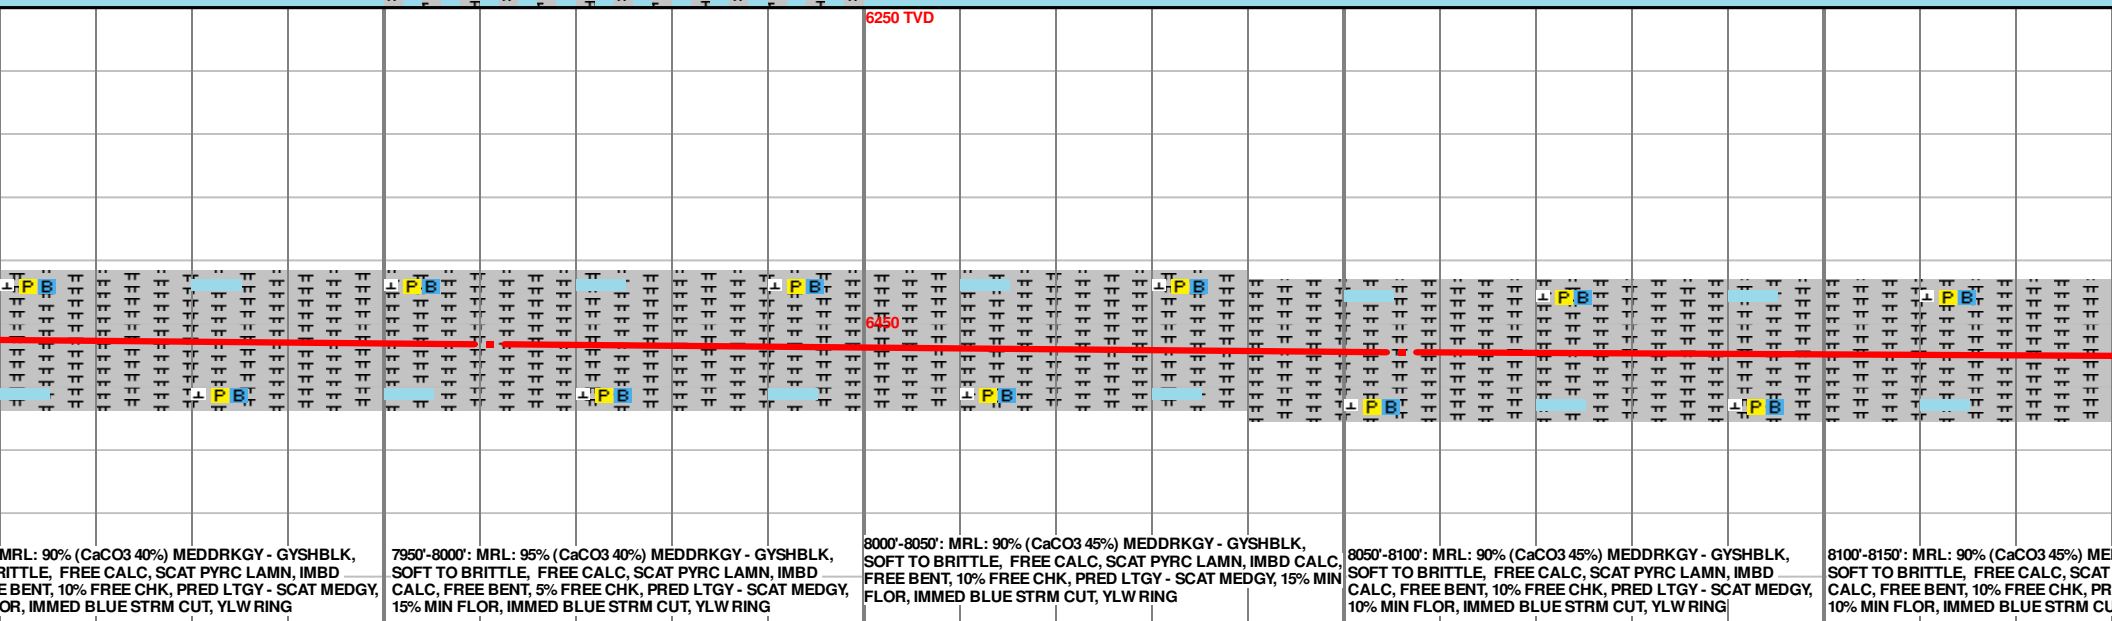 6250 TVD
P B
P B
P B
P B
P B
P B
6450
P B
P B
P B
P B
P B
P B
MRL: 90% (CaCO3 40%) MEDDRKGY - GYSHBLK,
RITTLE, FREE CALC, SCAT PYRC LAMN, IMBD
E BENT, 10% FREE CHK, PRED LTGY - SCAT MEDGY,
OR, IMMED BLUE STRM CUT, YLW RING
7950'-8000': MRL: 95% (CaCO3 40%) MEDDRKGY - GYSHBLK,
SOFT TO BRITTLE, FREE CALC, SCAT PYRC LAMN, IMBD
CALC, FREE BENT, 5% FREE CHK, PRED LTGY - SCAT MEDGY,
15% MIN FLOR, IMMED BLUE STRM CUT, YLW RING
8000'-8050': MRL: 90% (CaCO3 45%) MEDDRKGY - GYSHBLK,
SOFT TO BRITTLE, FREE CALC, SCAT PYRC LAMN, IMBD CALC,
FREE BENT, 10% FREE CHK, PRED LTGY - SCAT MEDGY, 15% MIN
FLOR, IMMED BLUE STRM CUT, YLW RING
8050'-8100': MRL: 90% (CaCO3 45%) MEDDRKGY - GYSHBLK,
SOFT TO BRITTLE, FREE CALC, SCAT PYRC LAMN, IMBD
CALC, FREE BENT, 10% FREE CHK, PRED LTGY - SCAT MEDGY,
10% MIN FLOR, IMMED BLUE STRM CUT, YLW RING
8100'-8150': MRL: 90% (CaCO3 45%) ME
SOFT TO BRITTLE, FREE CALC, SCAT
CALC, FREE BENT, 10% FREE CHK, PR
10% MIN FLOR, IMMED BLUE STRM CU